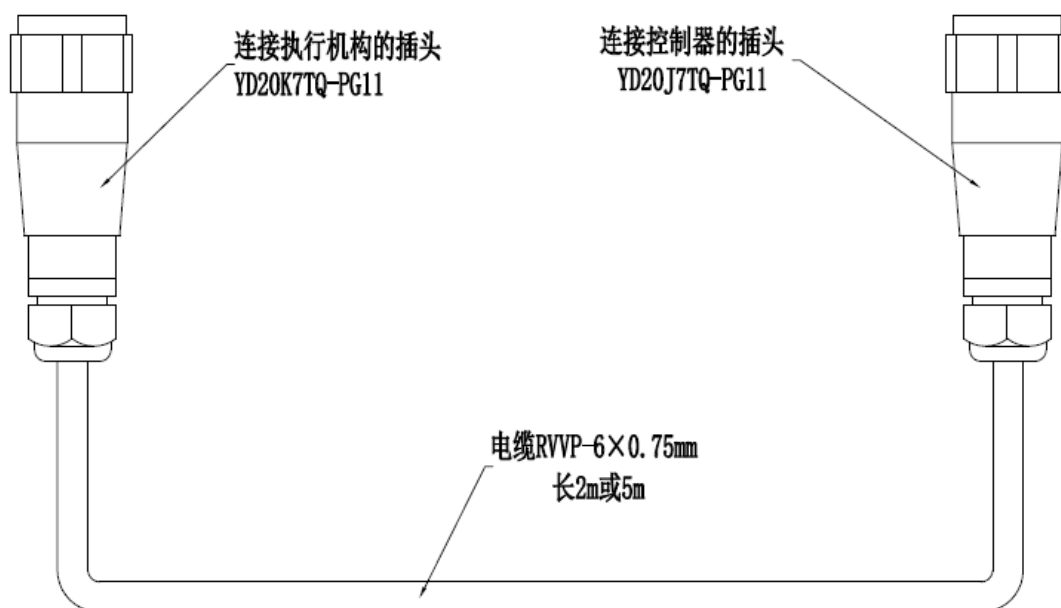 连接执行机构的插头
YD20K7TQ-PG11
连接控制器的插头
YD20J7TQ-PG11
电缆RVVP-6×0.75mm
长2m或5m